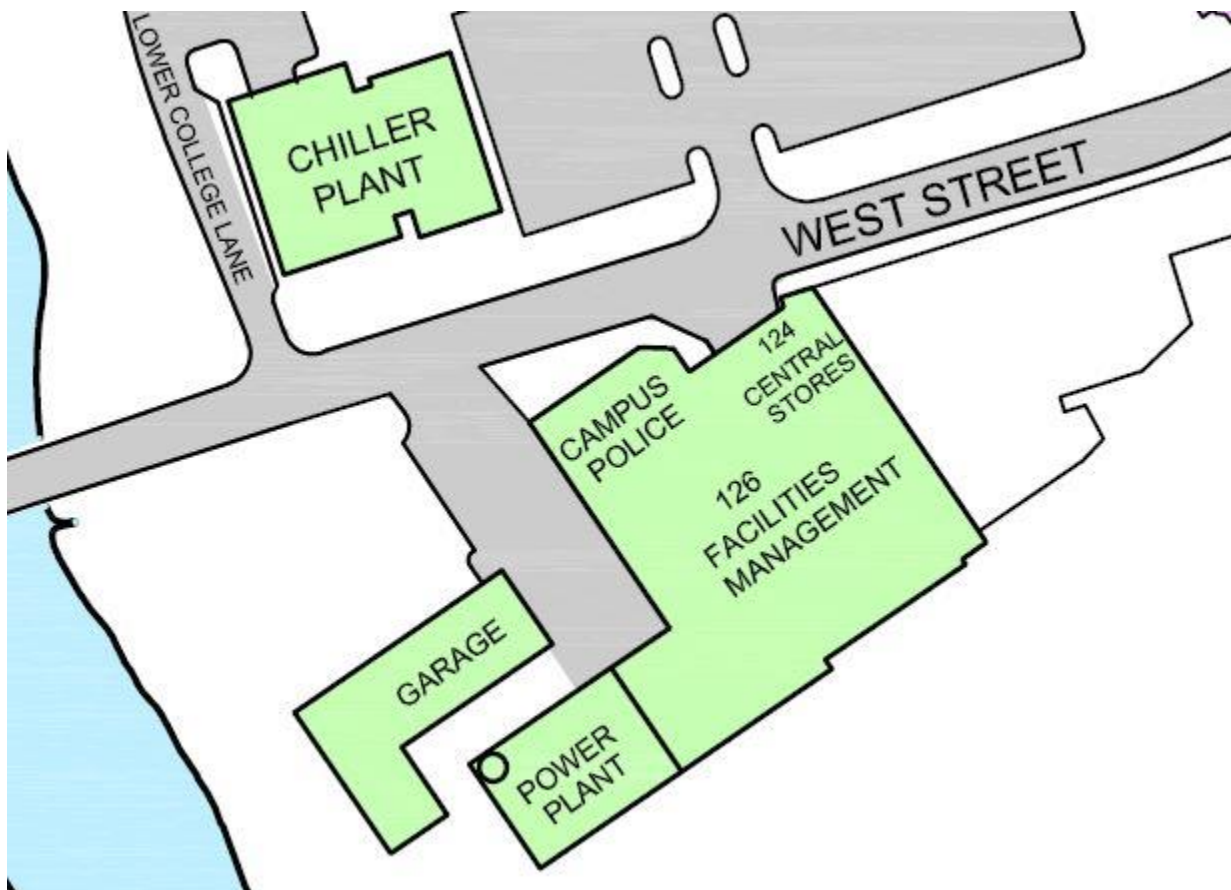 LOWER COLLEGE LANE
CHILLER
PLANT
WEST STREET
124
CENTRAL
STORES
CAMPUS
POLICE
126
FACILITIES
MANAGEMENT
GARAGE
POWER
PLANT